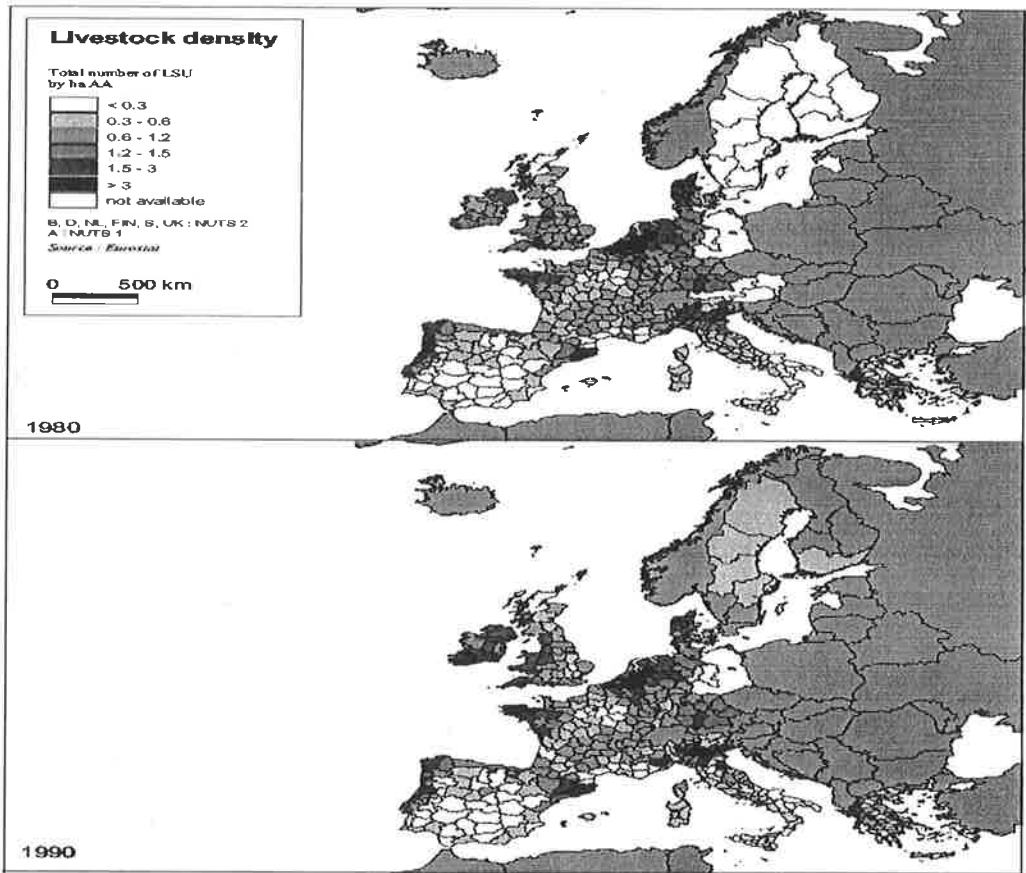 Livestock density
Total number of LSU
by ha AA
< 0.3
0.3 - 0.6
0.6 - 1.2
1.2 - 1.5
1.5 - 3
> 3
not available
B, D, NL, FIN, S, UK : NUTS 2
A : NUTS 1
Source : Eurostat
0 500 km
1980
1990